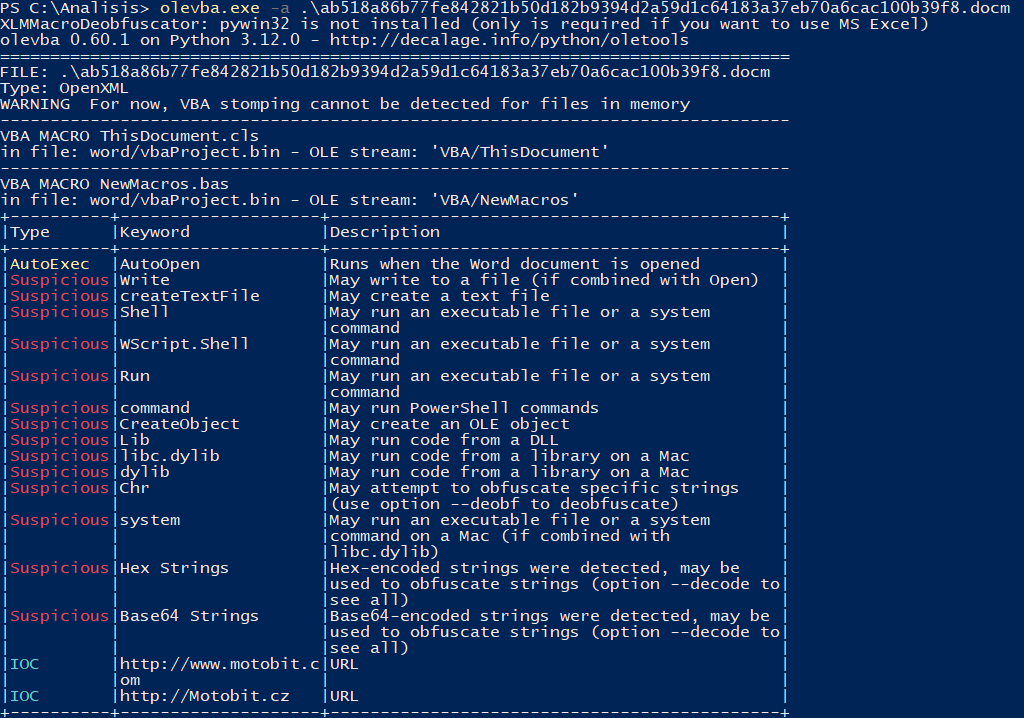 PS C:\Analisis> olevba.exe -a .\ab518a86b77fe842821b50d182b9394d2a59d1c64183a37eb70a6cac100b39f8.docm
XLMMacroDeobfuscator: pywin32 is not installed (only is required if you want to use MS Excel)
olevba 0.60.1 on Python 3.12.0 - http://decalage.info/python/oletools
===============================================================================
FILE: .\ab518a86b77fe842821b50d182b9394d2a59d1c64183a37eb70a6cac100b39f8.docm
Type: OpenXML
WARNING  For now, VBA stomping cannot be detected for files in memory
-------------------------------------------------------------------------------
VBA MACRO ThisDocument.cls
in file: word/vbaProject.bin - OLE stream: 'VBA/ThisDocument'
-------------------------------------------------------------------------------
VBA MACRO NewMacros.bas
in file: word/vbaProject.bin - OLE stream: 'VBA/NewMacros'
+----------+--------------------+---------------------------------------------+
|Type      |Keyword             |Description                                  |
+----------+--------------------+---------------------------------------------+
|AutoExec  |AutoOpen            |Runs when the Word document is opened        |
|Suspicious|Write               |May write to a file (if combined with Open)  |
|Suspicious|createTextFile      |May create a text file                       |
|Suspicious|Shell               |May run an executable file or a system       |
|          |                    |command                                      |
|Suspicious|WScript.Shell       |May run an executable file or a system       |
|          |                    |command                                      |
|Suspicious|Run                 |May run an executable file or a system       |
|          |                    |command                                      |
|Suspicious|command             |May run PowerShell commands                  |
|Suspicious|CreateObject        |May create an OLE object                     |
|Suspicious|Lib                 |May run code from a DLL                      |
|Suspicious|libc.dylib          |May run code from a library on a Mac         |
|Suspicious|dylib               |May run code from a library on a Mac         |
|Suspicious|Chr                 |May attempt to obfuscate specific strings    |
|          |                    |(use option --deobf to deobfuscate)          |
|Suspicious|system              |May run an executable file or a system       |
|          |                    |command on a Mac (if combined with           |
|          |                    |libc.dylib)                                  |
|Suspicious|Hex Strings         |Hex-encoded strings were detected, may be    |
|          |                    |used to obfuscate strings (option --decode to|
|          |                    |see all)                                     |
|Suspicious|Base64 Strings      |Base64-encoded strings were detected, may be |
|          |                    |used to obfuscate strings (option --decode to|
|          |                    |see all)                                     |
|IOC       |http://www.motobit.c|URL                                          |
|          |om                  |                                             |
|IOC       |http://Motobit.cz   |URL                                          |
+----------+--------------------+---------------------------------------------+